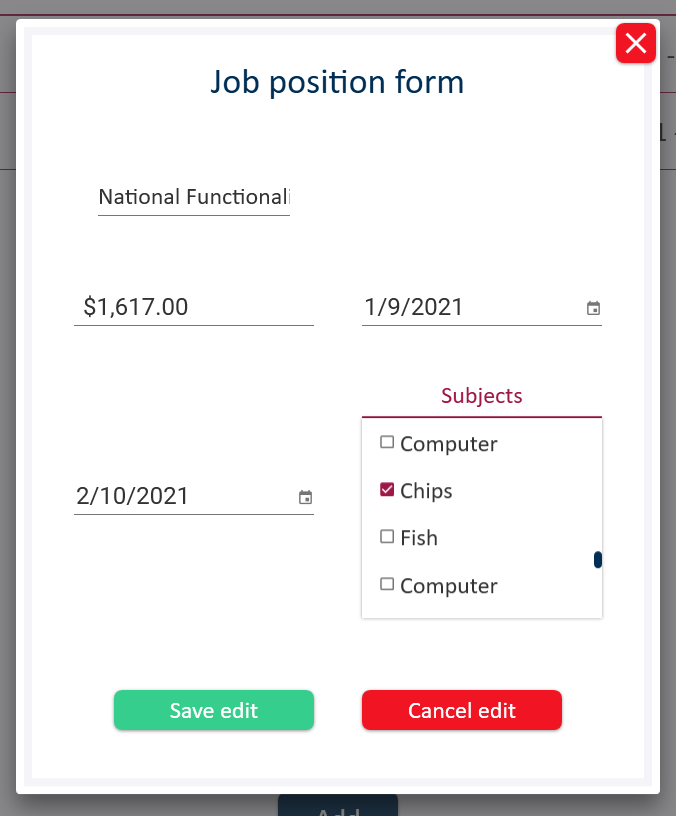 Job position form
National Functionali
$1,617.00
1/9/2021
Subjects
Computer
Chips
2/10/2021
Fish
Computer
Save edit
Cancel edit
Add